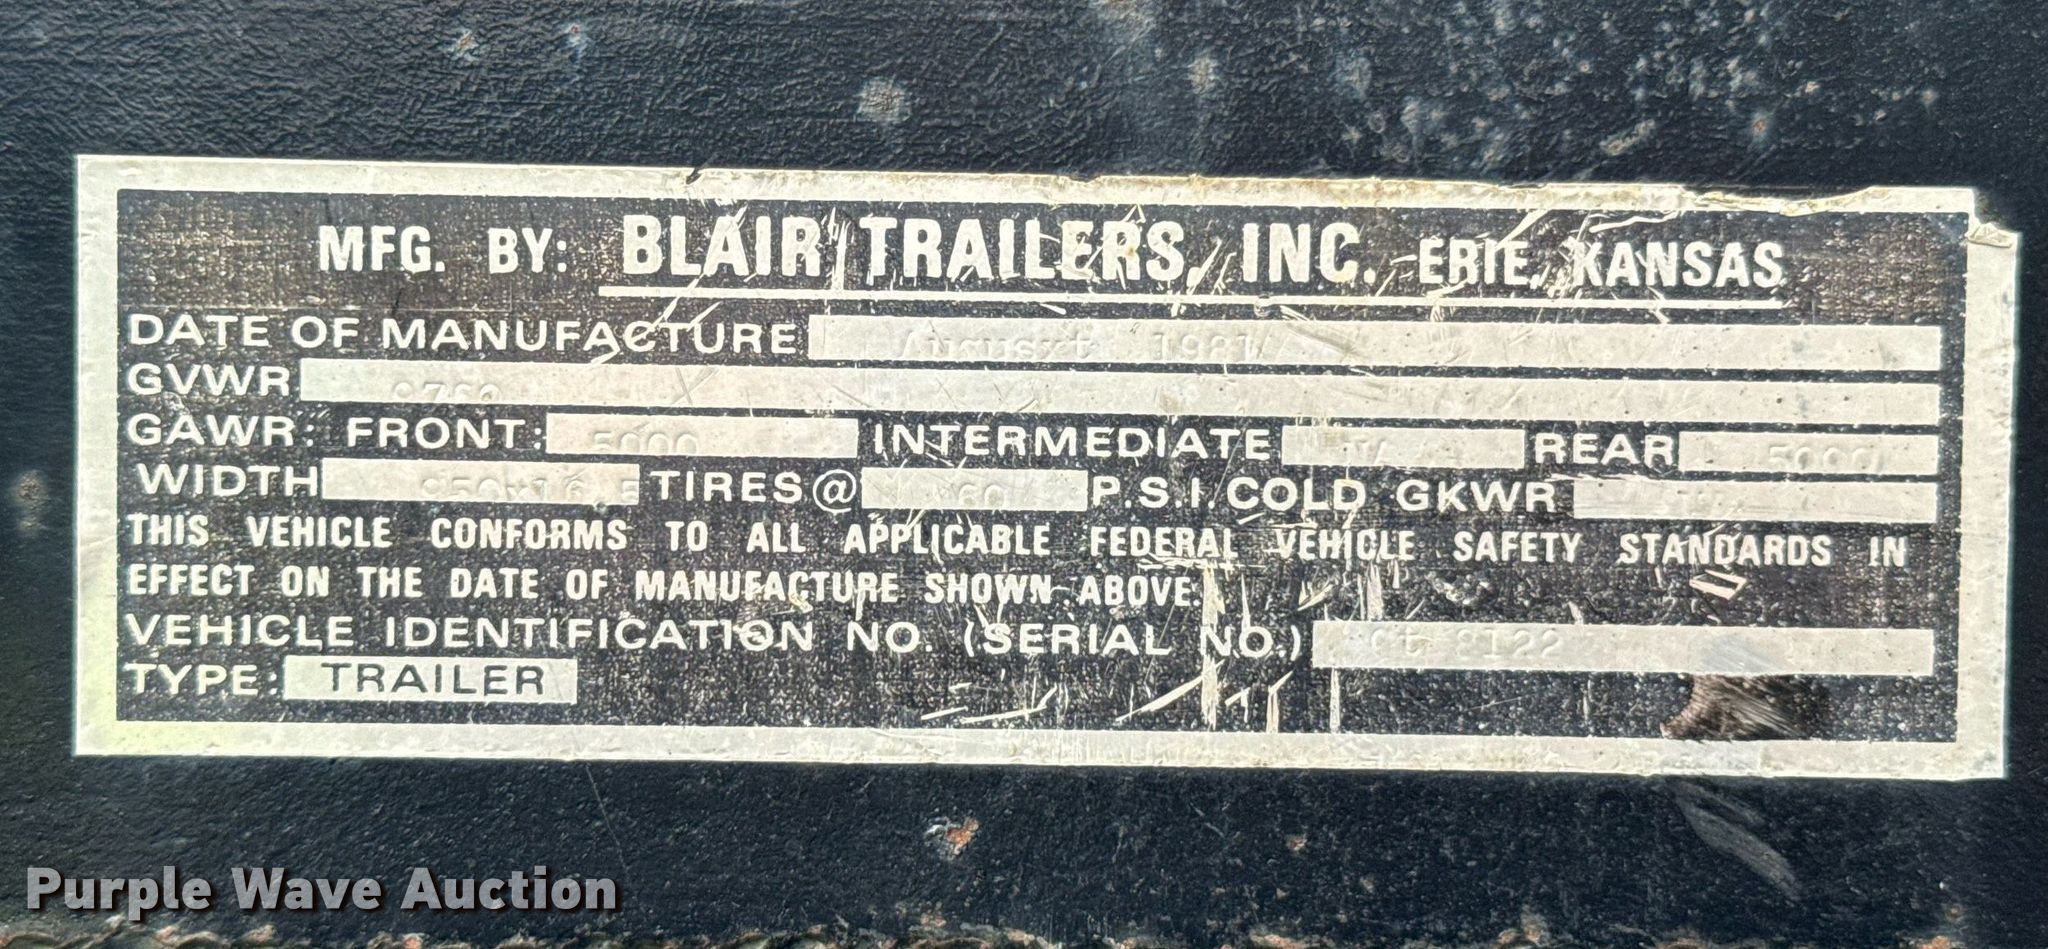 MFG. BY: BLAIR TRAILERS, INC. ERIE, KANSAS
DATE OF MANUFACTURE 1981
GVWR
GAWR: FRONT: 5000 INTERMEDIATE NA REAR 5000
WIDTH TIRES @ 60 P.S.I. COLD GKWR
THIS VEHICLE CONFORMS TO ALL APPLICABLE FEDERAL VEHICLE SAFETY STANDARDS IN
EFFECT ON THE DATE OF MANUFACTURE SHOWN ABOVE.
VEHICLE IDENTIFICATION NO. (SERIAL NO.)
TYPE: TRAILER
Purple Wave Auction